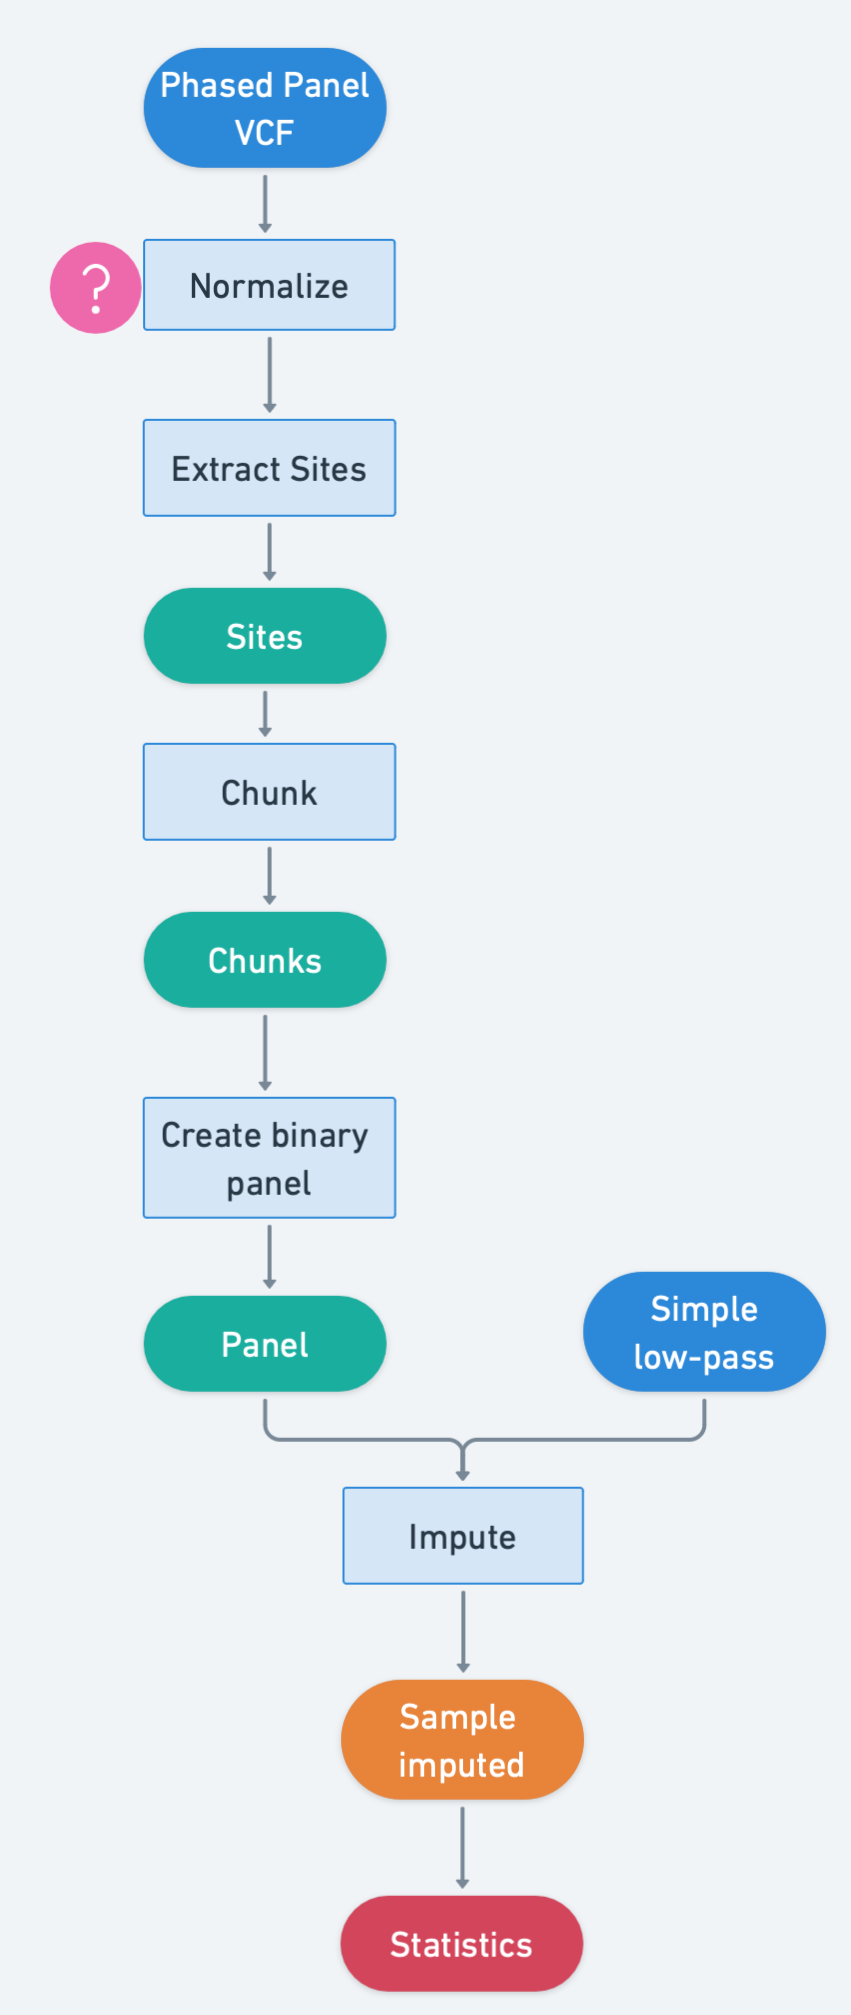 Phased Panel
VCF
?
Normalize
Extract Sites
Sites
Chunk
Chunks
Create binary
panel
Panel
Simple
low-pass
Impute
Sample
imputed
Statistics